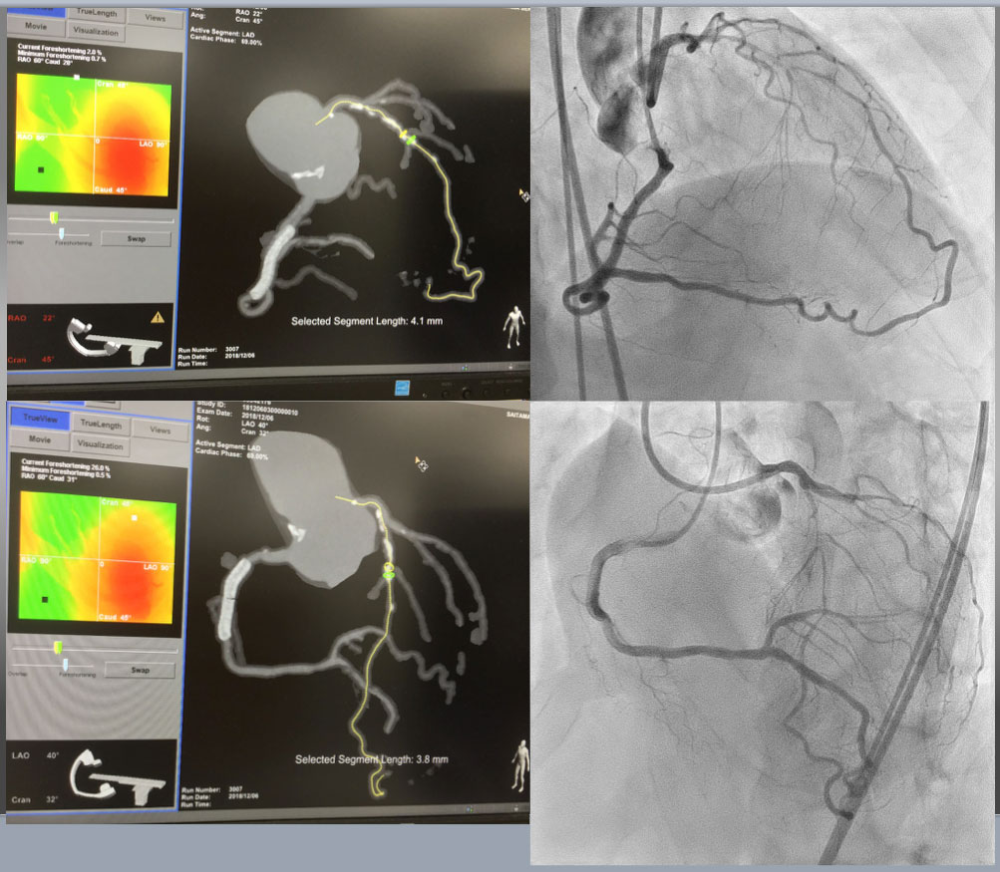 TrueLength
Views
Movie
Visualization
RAO 22°
Ang: Cran 45°
Active Segment: LAD
Cardiac Phase: 69.00%
Current Foreshortening 2.0 %
Minimum Foreshortening 0.7 %
RAO 60° Caud 28°
Cran 45°
RAO 90°
0
LAO 90°
Caud 45°
Foreshortening
Swap
RAO 22°
Cran 45°
Selected Segment Length: 4.1 mm
Run Number: 3007
Run Date: 2018/12/06
Run Time:
TrueView
TrueLength
Views
Movie
Visualization
Study ID:
Exam Date: 2018/12/06
Rot: LAO 40°
Ang: Cran 32°
Active Segment: LAD
Cardiac Phase: 69.00%
SAITAMA
Current Foreshortening 26.0 %
Minimum Foreshortening 0.5 %
RAO 60° Caud 31°
Cran 45°
RAO 90°
0
LAO 90°
Caud 45°
Overlap
Foreshortening
Swap
LAO 40°
Cran 32°
Selected Segment Length: 3.8 mm
Run Number: 3007
Run Date: 2018/12/06
Run Time: